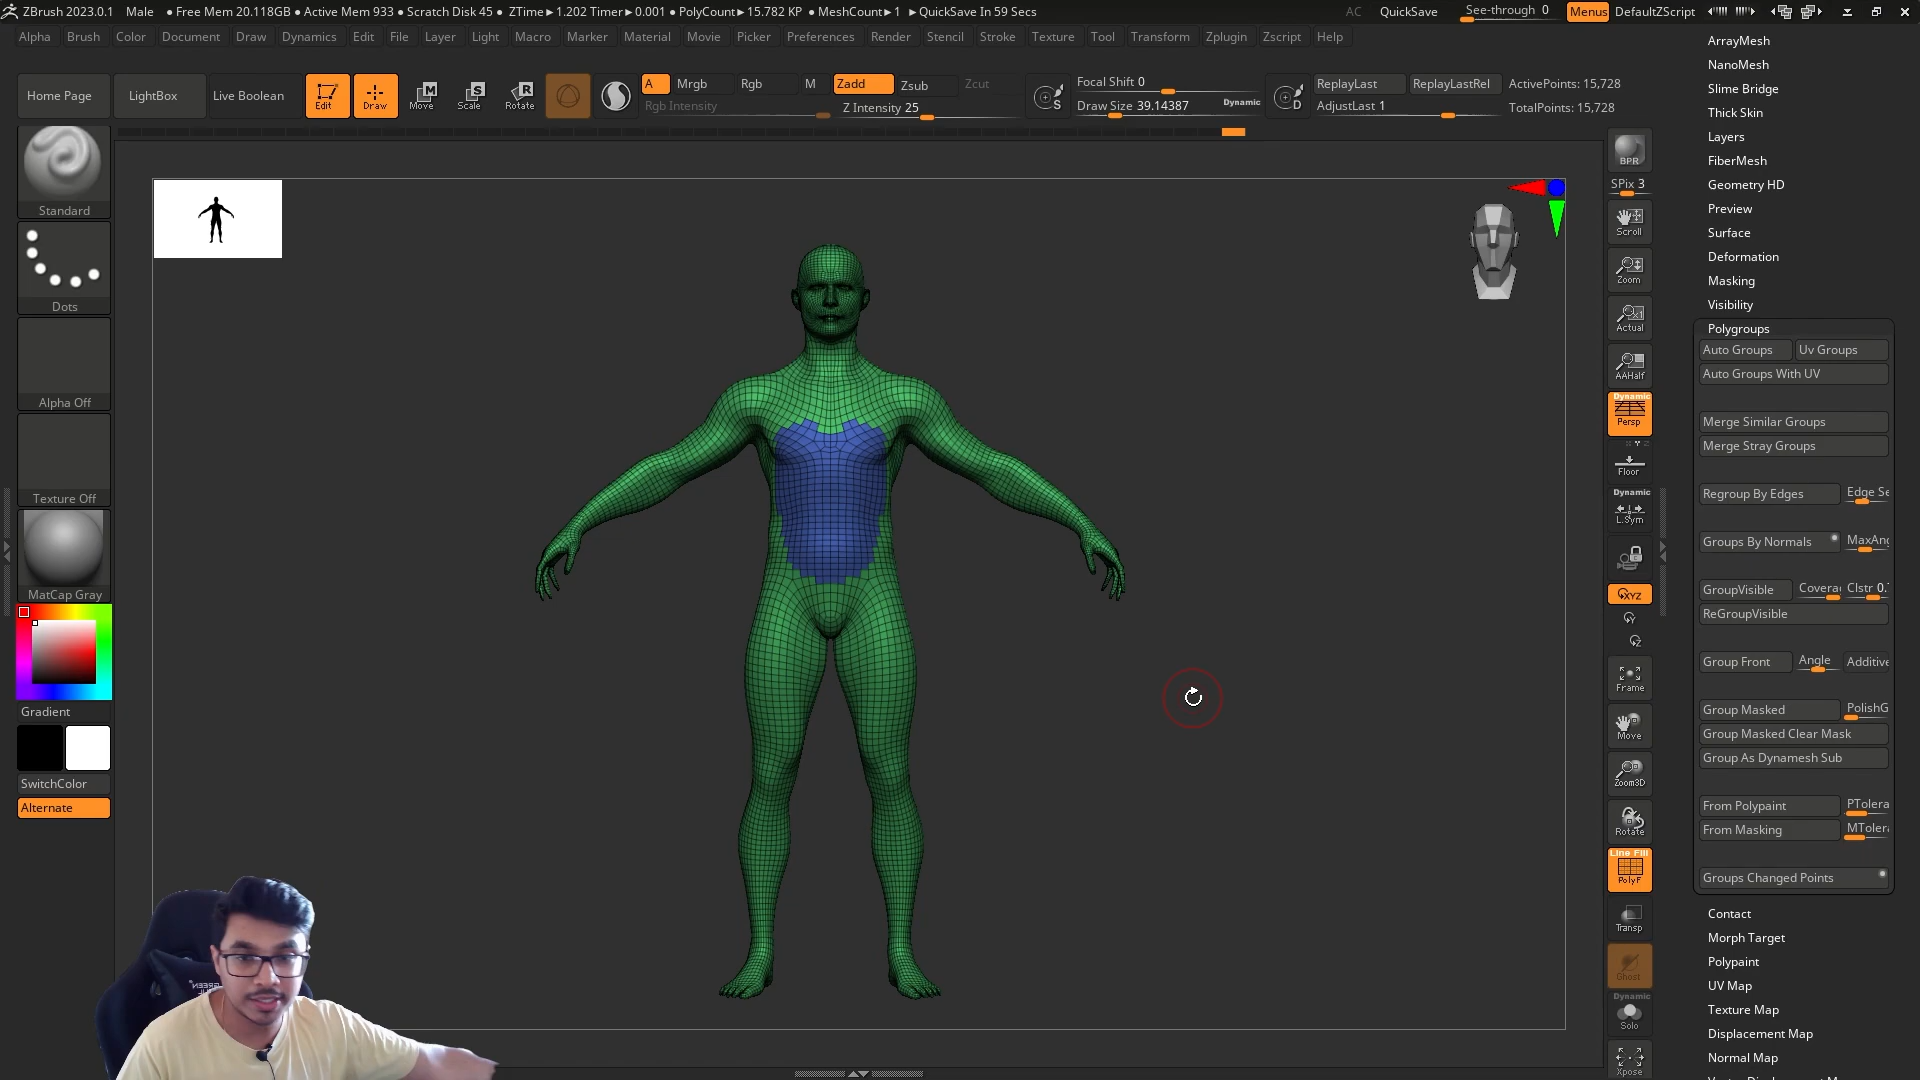 ZBrush 2023.0.1 Male • Free Mem 20.118GB • Active Mem 933 • Scratch Disk 45 • ZTime▸1.202 Timer▸0.001 • PolyCount▸15.782 KP • MeshCount▸1 ▸QuickSave In 59 Secs AC QuickSave See-through 0 Menus DefaultZScript
Alpha Brush Color Document Draw Dynamics Edit File Layer Light Macro Marker Material Movie Picker Preferences Render Stencil Stroke Texture Tool Transform Zplugin Zscript Help
Home Page LightBox Live Boolean Edit Draw Move Scale Rotate A Mrgb Rgb M Zadd Zsub Zcut
Rgb Intensity Z Intensity 25
S Focal Shift 0
Draw Size 39.14387 Dynamic
D ReplayLast ReplayLastRel ActivePoints: 15,728
AdjustLast 1 TotalPoints: 15,728
Standard
Dots
Alpha Off
Texture Off
MatCap Gray
Gradient
SwitchColor
Alternate
BPR
SPix 3
Scroll
Zoom
Actual
AAHalf
Dynamic
Persp
Floor
Dynamic
L.Sym
XYZ
Y
Z
Frame
Move
Zoom3D
Rotate
Line Fill
PolyF
Transp
Ghost
Dynamic
Solo
Xpose
ArrayMesh
NanoMesh
Slime Bridge
Thick Skin
Layers
FiberMesh
Geometry HD
Preview
Surface
Deformation
Masking
Visibility
Polygroups
Auto Groups Uv Groups
Auto Groups With UV
Merge Similar Groups
Merge Stray Groups
Regroup By Edges Edge Se
Groups By Normals MaxAng
GroupVisible Coverag Clstr 0.
ReGroupVisible
Group Front Angle Additive
Group Masked PolishG
Group Masked Clear Mask
Group As Dynamesh Sub
From Polypaint PTolera
From Masking MTolera
Groups Changed Points
Contact
Morph Target
Polypaint
UV Map
Texture Map
Displacement Map
Normal Map